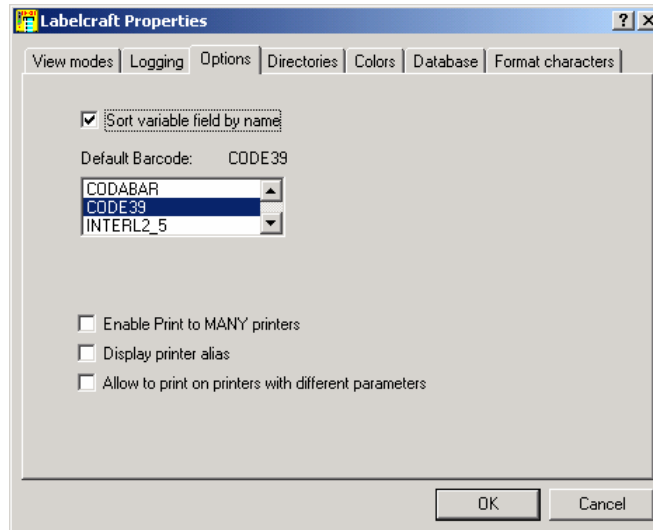 Labelcraft Properties
View modes Logging Options Directories Colors Database Format characters
Sort variable field by name
Default Barcode: CODE39
CODABAR
CODE39
INTERL2_5
Enable Print to MANY printers
Display printer alias
Allow to print on printers with different parameters
OK Cancel